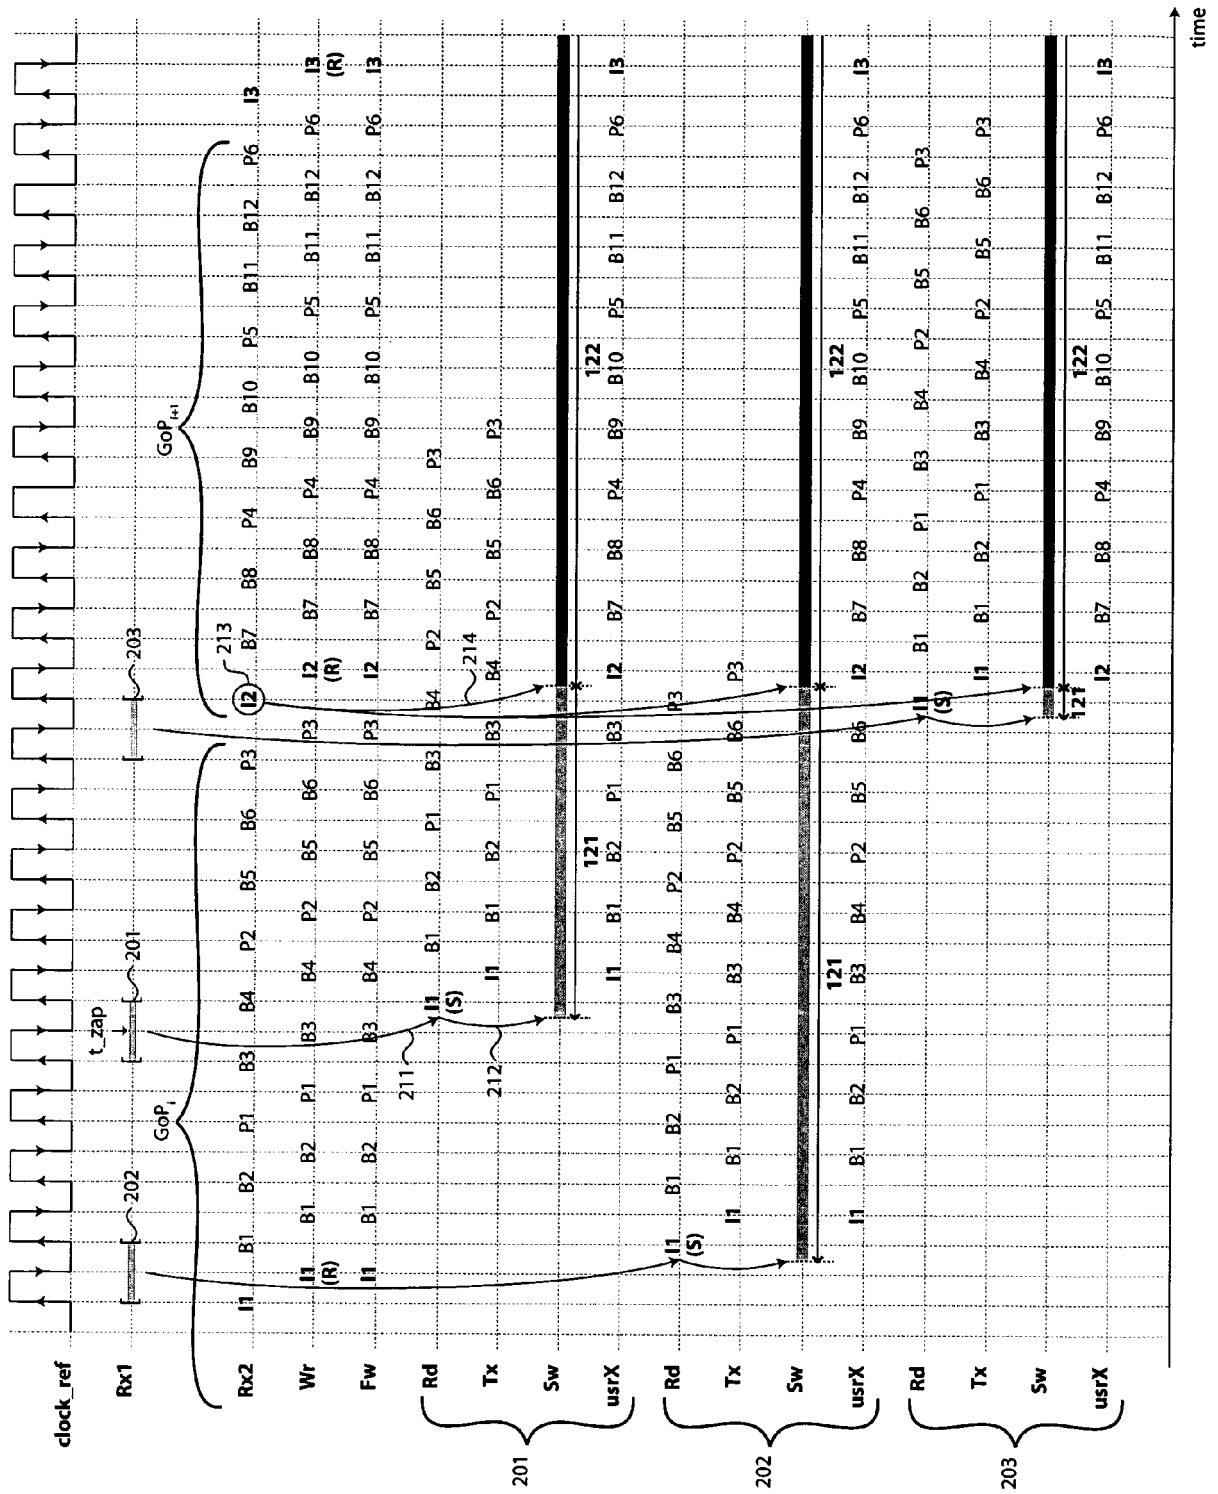 clock_ref
t_zap
Rx1 202 201 203
GoPi GoPi+1
213
Rx2 I1 B1 B2 P1 B3 B4 P2 B5 B6 P3 I2 B7 B8 P4 B9 B10 P5 B11 B12 P6 I3
Wr I1 B1 B2 P1 B3 B4 P2 B5 B6 P3 I2 B7 B8 P4 B9 B10 P5 B11 B12 P6 I3
(R) (R) (R)
Fw I1 B1 B2 P1 B3 B4 P2 B5 B6 P3 I2 B7 B8 P4 B9 B10 P5 B11 B12 P6 I3
211
Rd I1 B1 B2 P1 B3 B4 P2 B5 B6 P3
(S)
214
Tx I1 B1 B2 P1 B3 B4 P2 B5 B6 P3
212
201
Sw
121 122
usrX I1 B1 B2 P1 B3 I2 B7 B8 P4 B9 B10 P5 B11 B12 P6 I3
Rd I1 B1 B2 P1 B3 B4 P2 B5 B6 P3
(S)
Tx I1 B1 B2 P1 B3 B4 P2 B5 B6 P3
202
Sw
121 122
usrX I1 B1 B2 P1 B3 B4 P2 B5 B6 I2 B7 B8 P4 B9 B10 P5 B11 B12 P6 I3
Rd I1 B1 B2 P1 B3 B4 P2 B5 B6 P3
(S)
Tx I1 B1 B2 P1 B3 B4 P2 B5 B6 P3
203
Sw
121 122
usrX I2 B7 B8 P4 B9 B10 P5 B11 B12 P6 I3
time